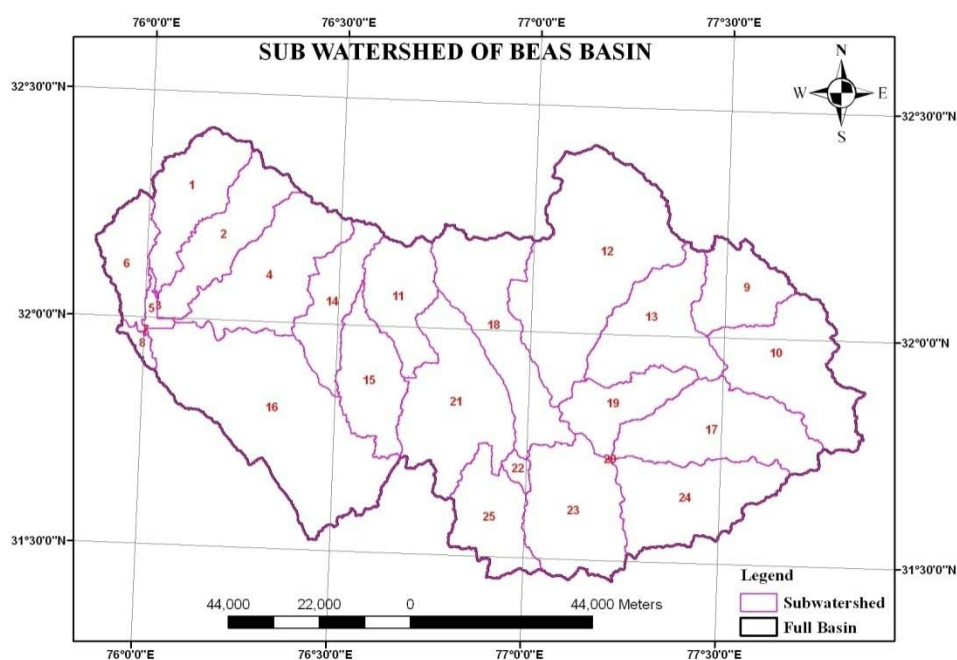 76°0'0"E 76°30'0"E 77°0'0"E 77°30'0"E
SUB WATERSHED OF BEAS BASIN
N
W E
S
32°30'0"N 32°30'0"N
1
2
6
12
4
9
14
11
5 3
13
18
32°0'0"N 32°0'0"N
8
10
15
16
21
19
17
20
22
24
23
25
31°30'0"N 31°30'0"N
Legend
Subwatershed
Full Basin
44,000 22,000 0 44,000 Meters
76°0'0"E 76°30'0"E 77°0'0"E 77°30'0"E